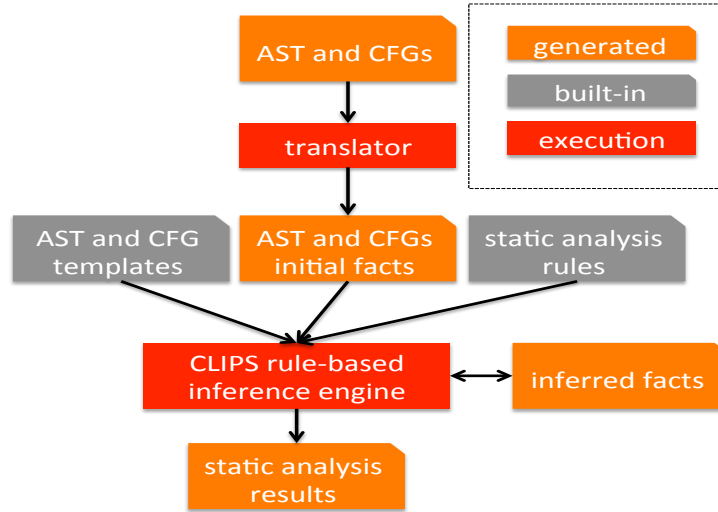 AST and CFGs
generated
built-in
execution
translator
AST and CFG
templates
AST and CFGs
initial facts
static analysis
rules
CLIPS rule-based
inference engine
inferred facts
static analysis
results